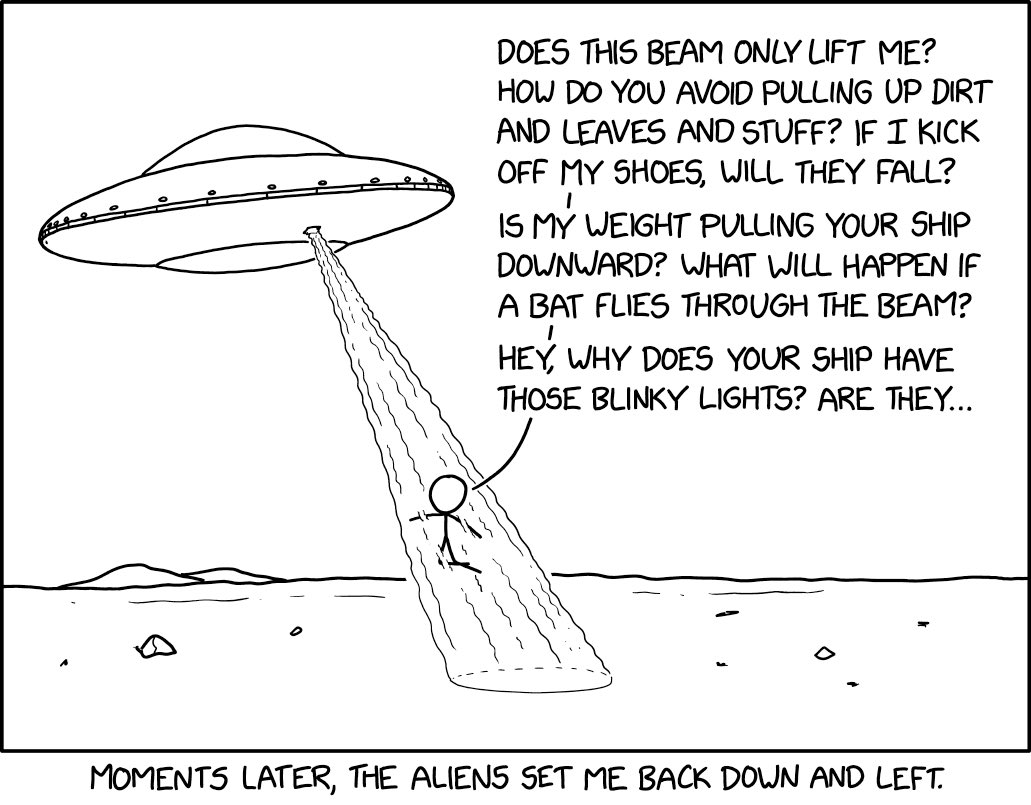 DOES THIS BEAM ONLY LIFT ME?
HOW DO YOU AVOID PULLING UP DIRT
AND LEAVES AND STUFF? IF I KICK
OFF MY SHOES, WILL THEY FALL?
IS MY WEIGHT PULLING YOUR SHIP
DOWNWARD? WHAT WILL HAPPEN IF
A BAT FLIES THROUGH THE BEAM?
HEY, WHY DOES YOUR SHIP HAVE
THOSE BLINKY LIGHTS? ARE THEY...
MOMENTS LATER, THE ALIENS SET ME BACK DOWN AND LEFT.